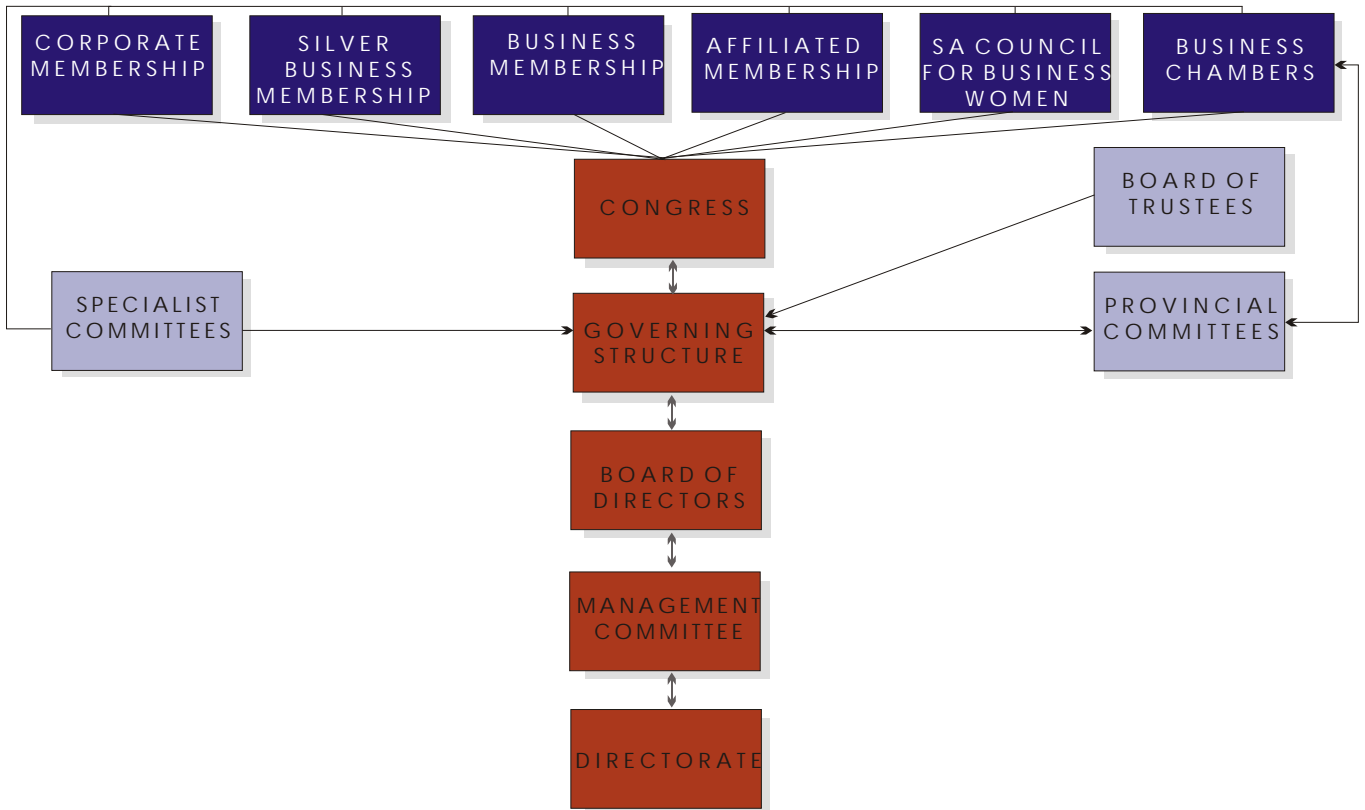 CORPORATE
MEMBERSHIP
SILVER
BUSINESS
MEMBERSHIP
BUSINESS
MEMBERSHIP
AFFILIATED
MEMBERSHIP
SA COUNCIL
FOR BUSINESS
WOMEN
BUSINESS
CHAMBERS
CONGRESS
BOARD OF
TRUSTEES
SPECIALIST
COMMITTEES
GOVERNING
STRUCTURE
PROVINCIAL
COMMITTEES
BOARD OF
DIRECTORS
MANAGEMENT
COMMITTEE
DIRECTORATE